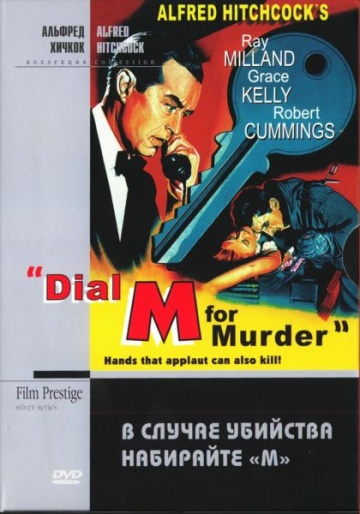 АЛЬФРЕД ALFRED
ХИЧКОК HITCHCOCK
коллекция collection
ALFRED HITCHCOCK's
Ray
MILLAND
Grace
KELLY
Robert
CUMMINGS
"Dial
M for
Murder"
Hands that applaut can also kill!
Film Prestige
silver series
DVD
В СЛУЧАЕ УБИЙСТВА
НАБИРАЙТЕ «М»